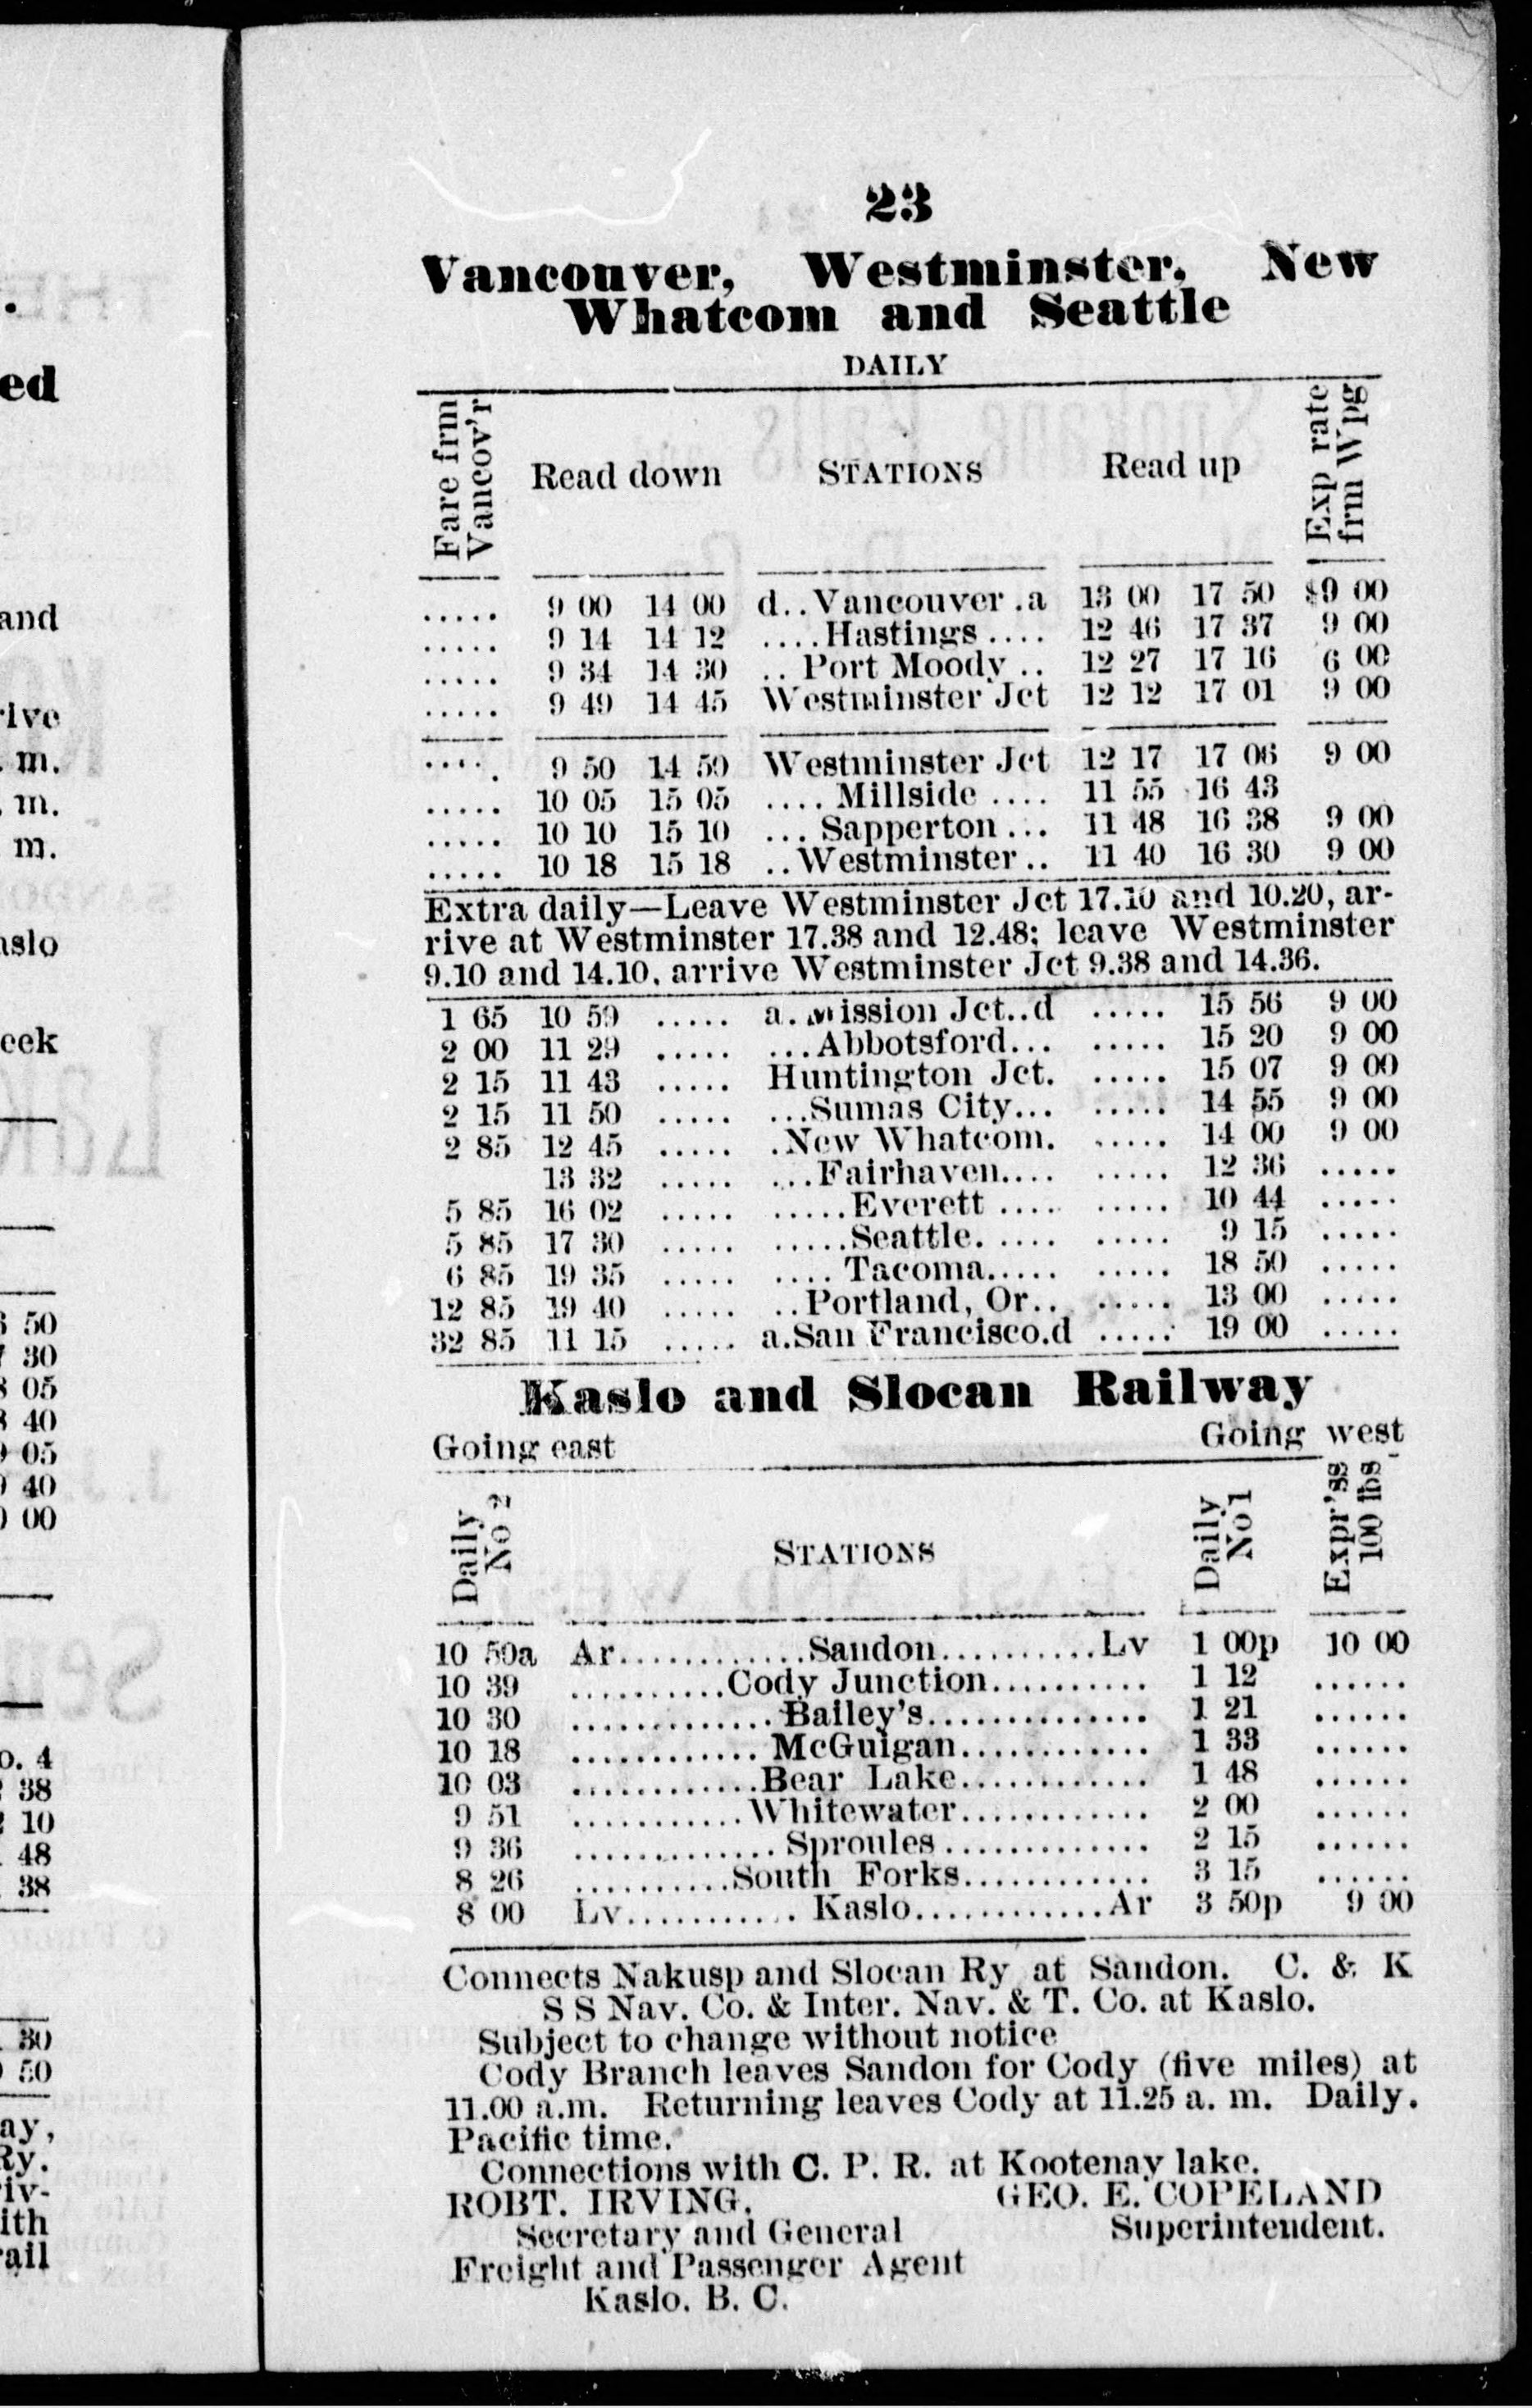 23
Vancouver, Westminster, New
Whatcom and Seattle
DAILY
Fare frm Vancov'r Read down STATIONS Read up Exp rate frm Wpg
..... 9 00 14 00 d..Vancouver.a 13 00 17 50 $9 00
..... 9 14 14 12 ....Hastings.... 12 46 17 37 9 00
..... 9 34 14 30 ..Port Moody.. 12 27 17 16 6 00
..... 9 49 14 45 Westminster Jct 12 12 17 01 9 00
..... 9 50 14 50 Westminster Jct 12 17 17 06 9 00
..... 10 05 15 05 ....Millside.... 11 55 16 43
..... 10 10 15 10 ...Sapperton... 11 48 16 38 9 00
..... 10 18 15 18 ..Westminster.. 11 40 16 30 9 00
Extra daily—Leave Westminster Jct 17.10 and 10.20, ar-
rive at Westminster 17.38 and 12.48; leave Westminster
9.10 and 14.10, arrive Westminster Jct 9.38 and 14.36.
1 65 10 59 ..... a.Mission Jct..d ..... 15 56 9 00
2 00 11 29 ..... ...Abbotsford... ..... 15 20 9 00
2 15 11 43 ..... Huntington Jct. ..... 15 07 9 00
2 15 11 50 ..... ...Sumas City... ..... 14 55 9 00
2 85 12 45 ..... .New Whatcom. ..... 14 00 9 00
13 32 ..... ...Fairhaven.... ..... 12 36 .....
5 85 16 02 ..... .....Everett.... ..... 10 44 .....
5 85 17 30 ..... .....Seattle..... ..... 9 15 .....
6 85 19 35 ..... ....Tacoma..... ..... 18 50 .....
12 85 19 40 ..... ..Portland, Or.. ..... 13 00 .....
32 85 11 15 ..... a.San Francisco.d ..... 19 00 .....
Kaslo and Slocan Railway
Going east Going west
Daily No 2 STATIONS Daily No 1 Expr'ss 100 lbs
10 50a Ar............Sandon..........Lv 1 00p 10 00
10 39 ..........Cody Junction.......... 1 12 ......
10 30 .............Bailey's.............. 1 21 ......
10 18 ............McGuigan............ 1 33 ......
10 03 ............Bear Lake............ 1 48 ......
9 51 ...........Whitewater............ 2 00 ......
9 36 .............Sproules.............. 2 15 ......
8 26 ..........South Forks............ 3 15 ......
8 00 Lv............Kaslo............Ar 3 50p 9 00
Connects Nakusp and Slocan Ry at Sandon. C. & K
S S Nav. Co. & Inter. Nav. & T. Co. at Kaslo.
Subject to change without notice
Cody Branch leaves Sandon for Cody (five miles) at
11.00 a.m. Returning leaves Cody at 11.25 a. m. Daily.
Pacific time.
Connections with C. P. R. at Kootenay lake.
ROBT. IRVING, GEO. E. COPELAND
Secretary and General Superintendent.
Freight and Passenger Agent
Kaslo. B. C.